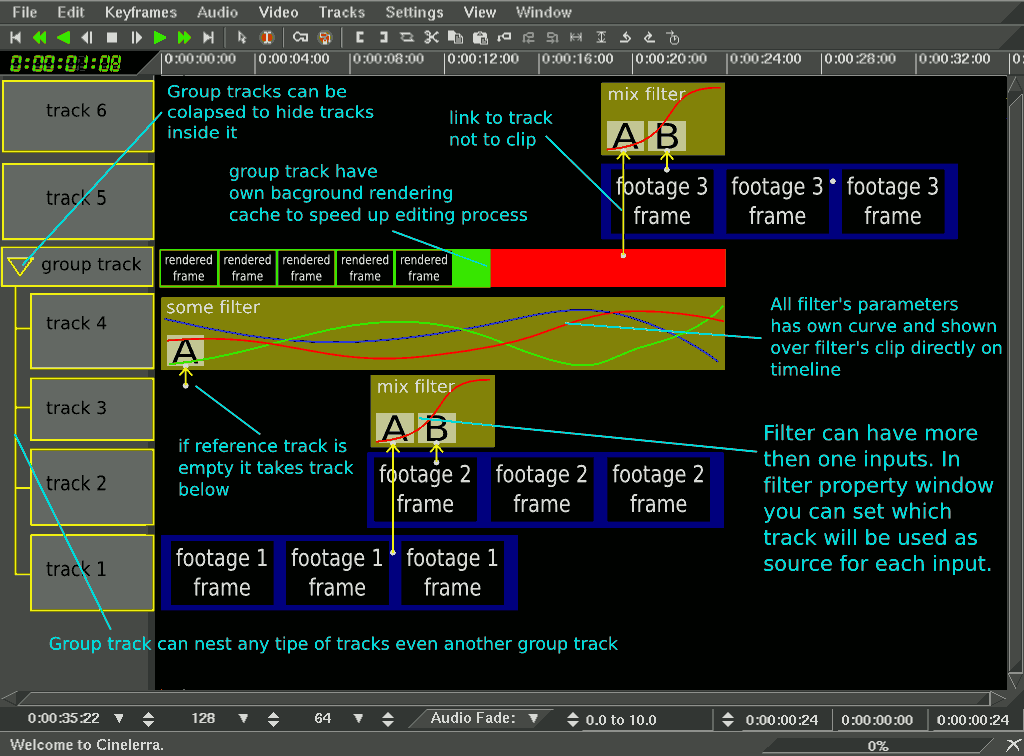 File Edit Keyframes Audio Video Tracks Settings View Window
0:00:01:08 0:00:00:00 0:00:04:00 0:00:08:00 0:00:12:00 0:00:16:00 0:00:20:00 0:00:24:00 0:00:28:00 0:00:32:00
track 6
Group tracks can be
colapsed to hide tracks
inside it
link to track
not to clip
mix filter
A B
track 5
group track have
own bacground rendering
cache to speed up editing process
footage 3
frame
footage 3
frame
footage 3
frame
group track
rendered
frame
rendered
frame
rendered
frame
rendered
frame
rendered
frame
track 4
some filter
A
All filter's parameters
has own curve and shown
over filter's clip directly on
timeline
track 3
mix filter
A B
if reference track is
empty it takes track
below
Filter can have more
then one inputs. In
filter property window
you can set which
track will be used as
source for each input.
track 2
footage 2
frame
footage 2
frame
footage 2
frame
track 1
footage 1
frame
footage 1
frame
footage 1
frame
Group track can nest any tipe of tracks even another group track
0:00:35:22 128 64 Audio Fade: 0.0 to 10.0 0:00:00:24 0:00:00:00 0:00:00:24
Welcome to Cinelerra. 0%